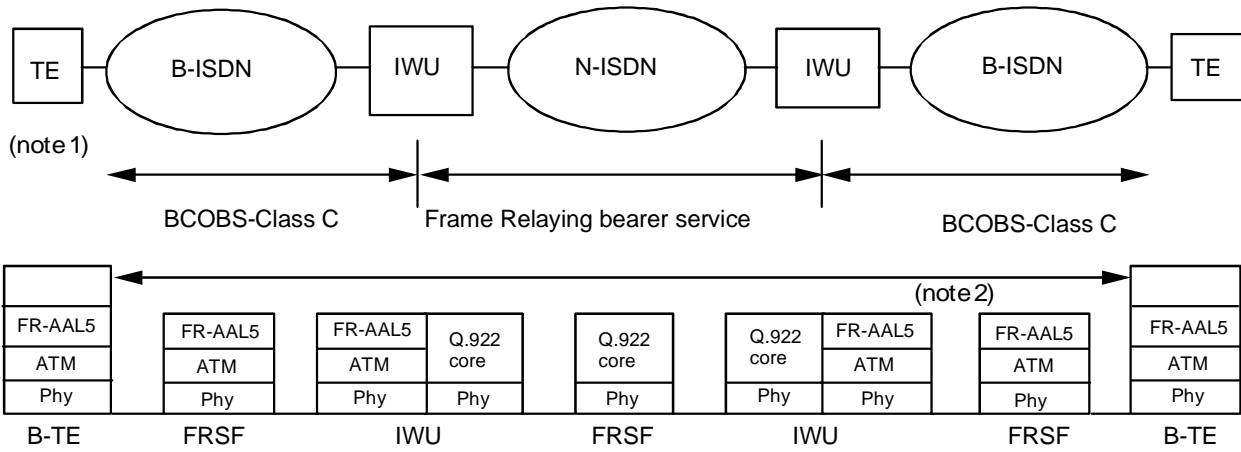 TE B-ISDN IWU N-ISDN IWU B-ISDN TE
(note 1)
BCOBS-Class C Frame Relaying bearer service BCOBS-Class C
(note 2)
FR-AAL5 FR-AAL5 FR-AAL5 Q.922 core Q.922 core Q.922 core FR-AAL5 FR-AAL5 FR-AAL5
ATM ATM ATM ATM ATM ATM
Phy Phy Phy Phy Phy Phy Phy Phy Phy
B-TE FRSF IWU FRSF IWU FRSF B-TE